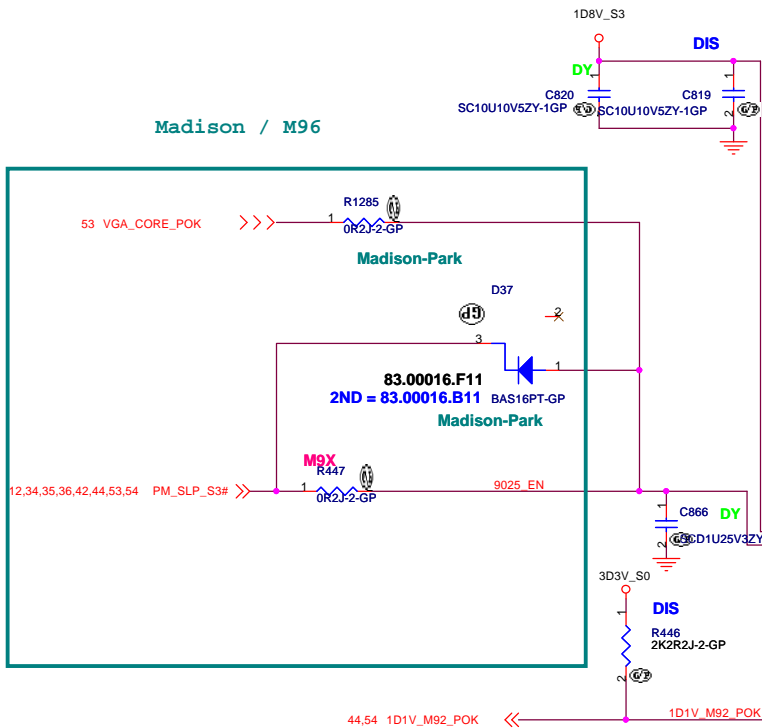 1D8V_S3
DIS
DY
1
1
C820
C819
SC10U10V5ZY-1GP
SC10U10V5ZY-1GP
2
2
Madison / M96
R1285
53 VGA_CORE_POK
1
0R2J-2-GP
Madison-Park
D37
GP
2
3
1
83.00016.F11
2ND = 83.00016.B11
BAS16PT-GP
Madison-Park
M9X
R447
12,34,35,36,42,44,53,54 PM_SLP_S3#
1
0R2J-2-GP
9025_EN
1
C866
DY
2
3D3V_S0
1
DIS
R446
2K2R2J-2-GP
2
44,54 1D1V_M92_POK
1D1V_M92_POK